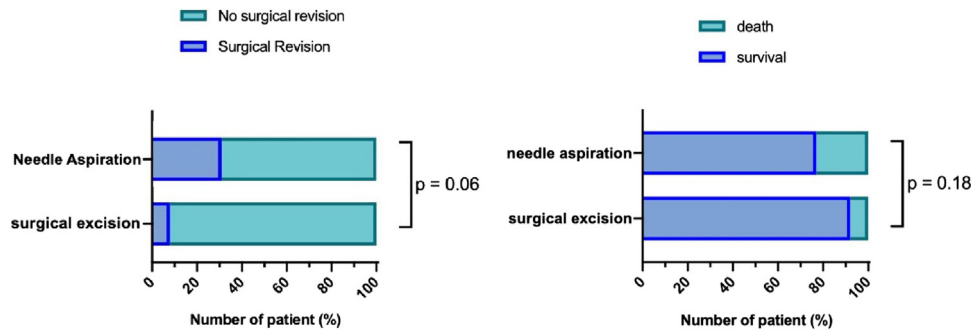 No surgical revision
Surgical Revision
Needle Aspiration
surgical excision
p = 0.06
0 20 40 60 80 100
Number of patient (%)
death
survival
needle aspiration
surgical excision
p = 0.18
0 20 40 60 80 100
Number of patient (%)